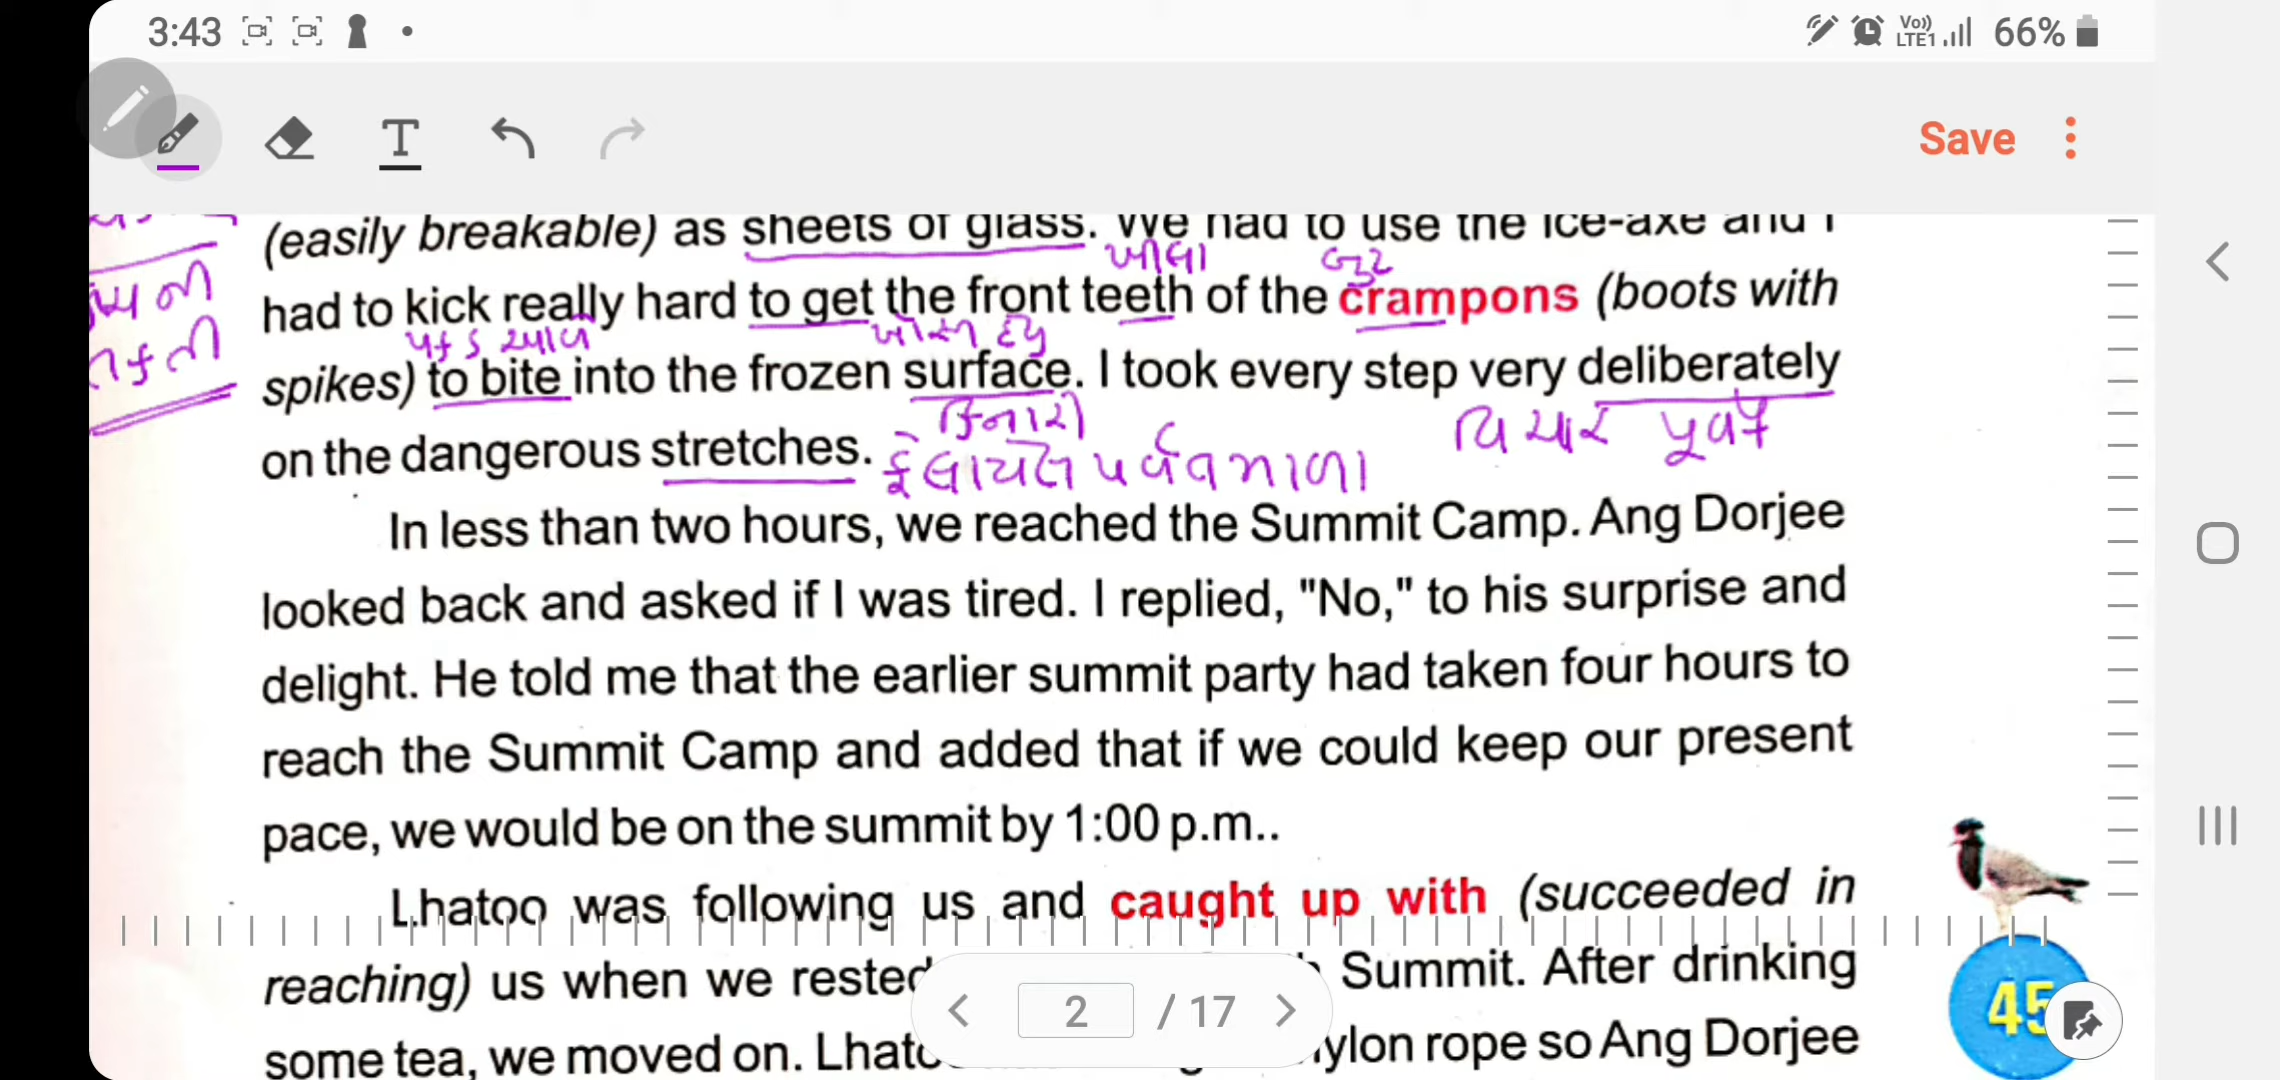 3:43
Vo)) LTE1 66%
T Save
(easily breakable) as sheets of glass. We had to use the ice-axe and I
had to kick really hard to get the front teeth of the crampons (boots with
spikes) to bite into the frozen surface. I took every step very deliberately
વિચાર પૂર્વક
on the dangerous stretches.
ફેલાયેલ પર્વતમાળા
In less than two hours, we reached the Summit Camp. Ang Dorjee
looked back and asked if I was tired. I replied, "No," to his surprise and
delight. He told me that the earlier summit party had taken four hours to
reach the Summit Camp and added that if we could keep our present
pace, we would be on the summit by 1:00 p.m..
Lhatoo was following us and caught up with (succeeded in
reaching) us when we rested Summit. After drinking
some tea, we moved on. rope so Ang Dorjee
2 / 17
45